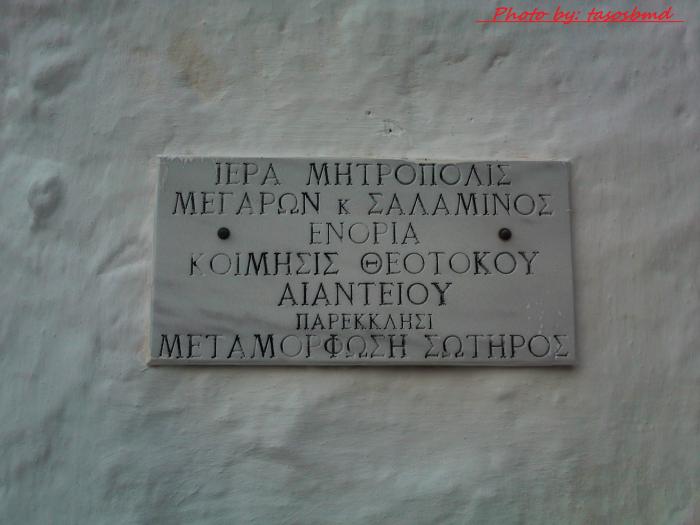 Photo by: tasosbmd
ΙΕΡΑ ΜΗΤΡΟΠΟΛΙΣ
ΜΕΓΑΡΩΝ κ ΣΑΛΑΜΙΝΟΣ
ΕΝΟΡΙΑ
ΚΟΙΜΗΣΙΣ ΘΕΟΤΟΚΟΥ
ΑΙΑΝΤΕΙΟΥ
ΠΑΡΕΚΚΛΗΣΙ
ΜΕΤΑΜΟΡΦΩΣΗ ΣΩΤΗΡΟΣ